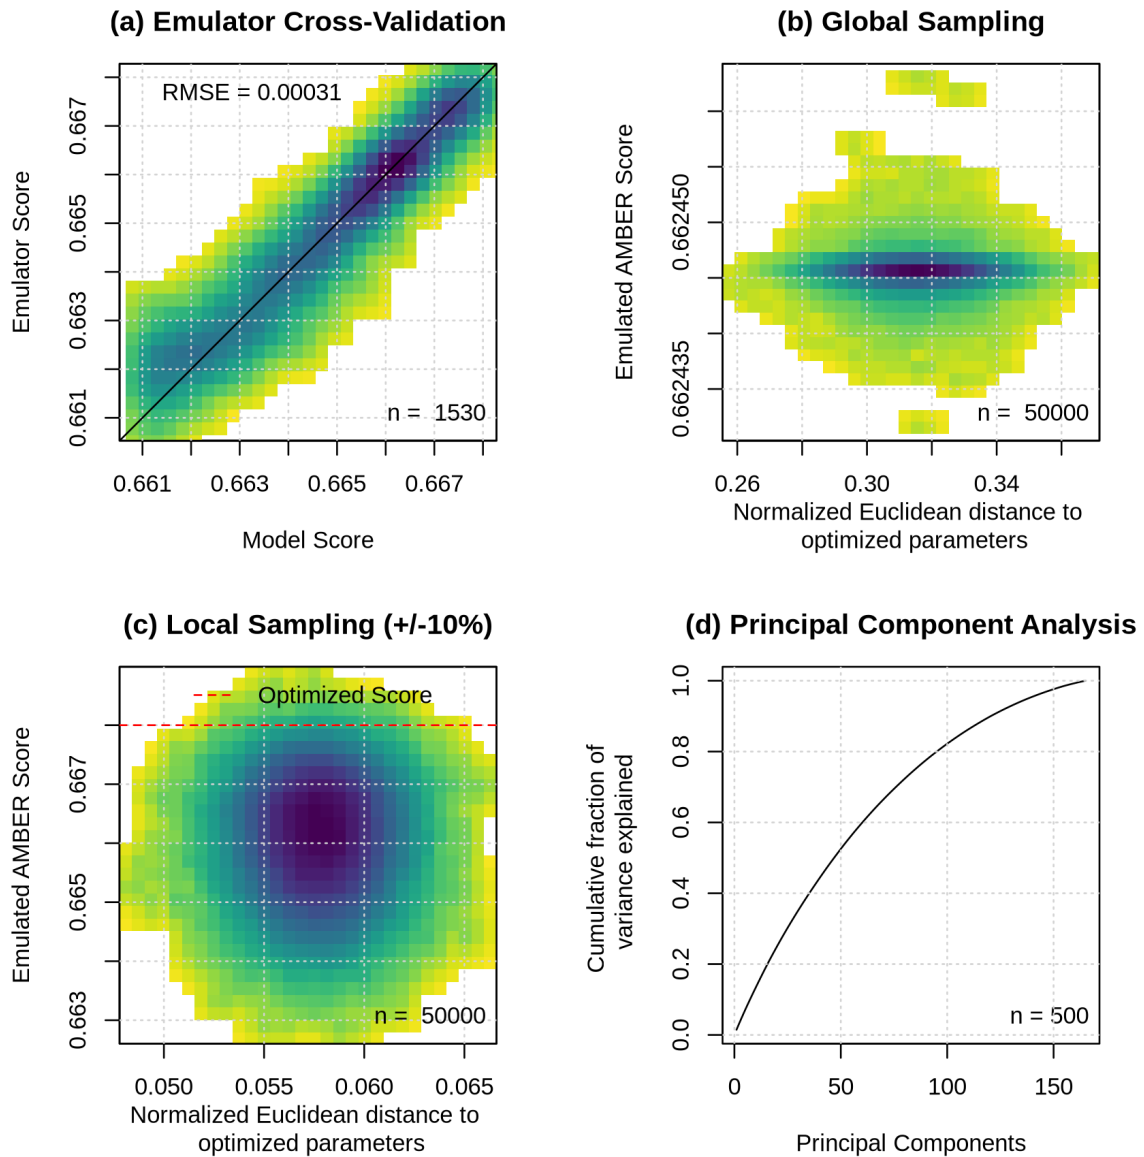 (a) Emulator Cross-Validation
RMSE = 0.00031
n = 1530
Emulator Score
0.667
0.665
0.663
0.661
0.661 0.663 0.665 0.667
Model Score
(b) Global Sampling
n = 50000
Emulated AMBER Score
0.662450
0.662435
0.26 0.30 0.34
Normalized Euclidean distance to
optimized parameters
(c) Local Sampling (+/-10%)
Optimized Score
n = 50000
Emulated AMBER Score
0.667
0.665
0.663
0.050 0.055 0.060 0.065
Normalized Euclidean distance to
optimized parameters
(d) Principal Component Analysis
n = 500
Cumulative fraction of
variance explained
1.0
0.8
0.6
0.4
0.2
0.0
0 50 100 150
Principal Components